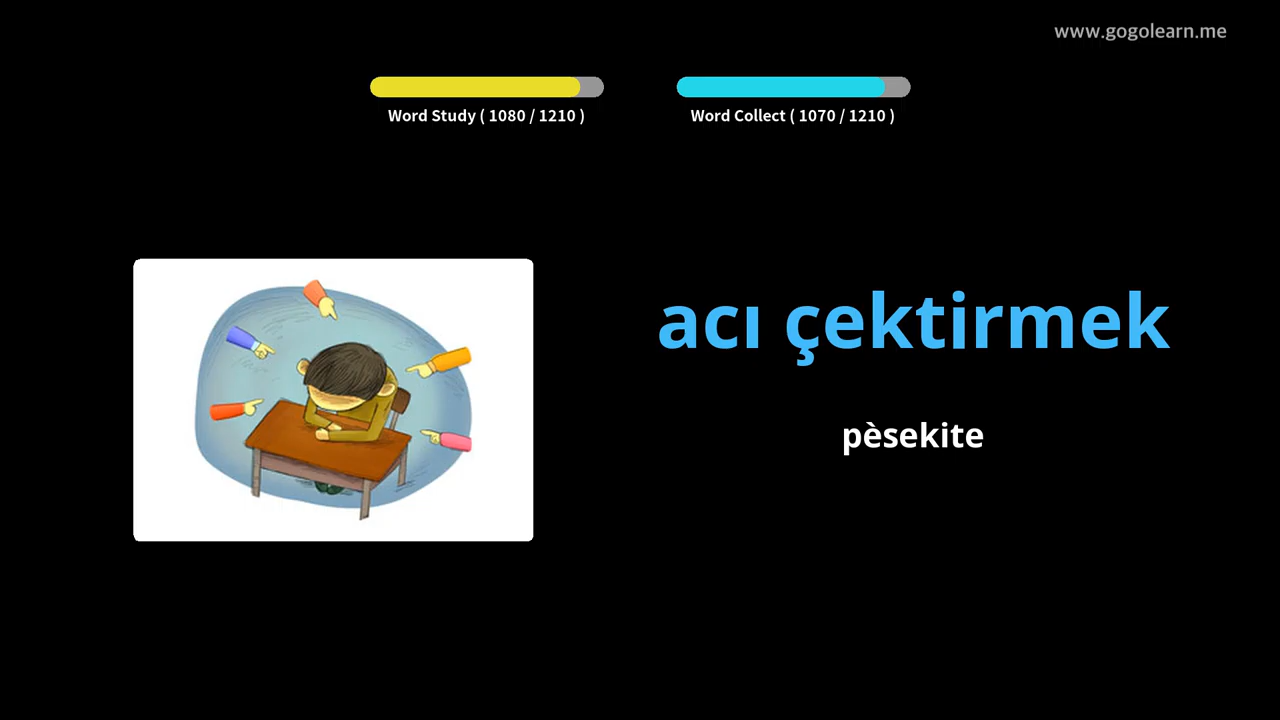 www.gogolearn.me
Word Study ( 1080 / 1210 )
Word Collect ( 1070 / 1210 )
acı çektirmek
pèsekite